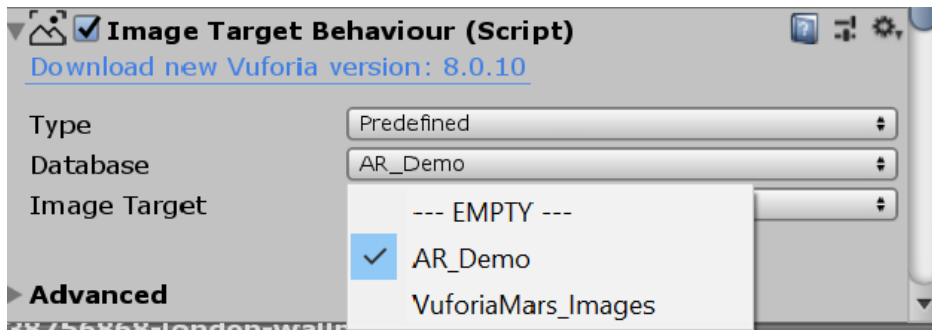 Image Target Behaviour (Script)
Download new Vuforia version: 8.0.10
Type Predefined
Database AR_Demo
Image Target
--- EMPTY ---
AR_Demo
VuforiaMars_Images
Advanced